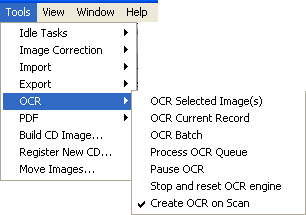 Tools View Window Help
Idle Tasks
Image Correction
Import
Export
OCR
PDF
Build CD Image...
Register New CD...
Move Images...
OCR Selected Image(s)
OCR Current Record
OCR Batch
Process OCR Queue
Pause OCR
Stop and reset OCR engine
Create OCR on Scan